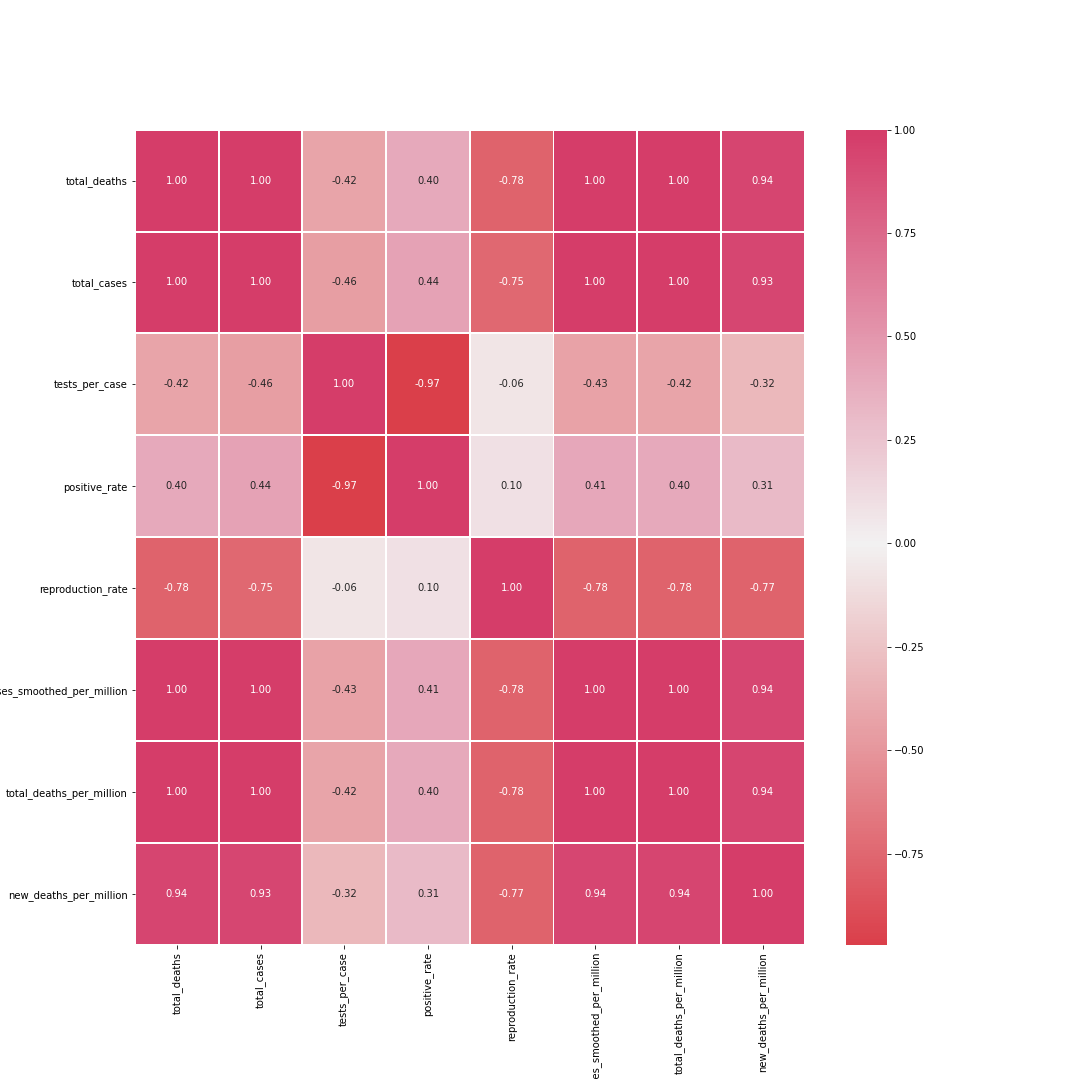 total_deaths 1.00 1.00 -0.42 0.40 -0.78 1.00 1.00 0.94
total_cases 1.00 1.00 -0.46 0.44 -0.75 1.00 1.00 0.93
tests_per_case -0.42 -0.46 1.00 -0.97 -0.06 -0.43 -0.42 -0.32
positive_rate 0.40 0.44 -0.97 1.00 0.10 0.41 0.40 0.31
reproduction_rate -0.78 -0.75 -0.06 0.10 1.00 -0.78 -0.78 -0.77
ses_smoothed_per_million 1.00 1.00 -0.43 0.41 -0.78 1.00 1.00 0.94
total_deaths_per_million 1.00 1.00 -0.42 0.40 -0.78 1.00 1.00 0.94
new_deaths_per_million 0.94 0.93 -0.32 0.31 -0.77 0.94 0.94 1.00
total_deaths
total_cases
tests_per_case
positive_rate
reproduction_rate
es_smoothed_per_million
total_deaths_per_million
new_deaths_per_million
1.00
0.75
0.50
0.25
0.00
−0.25
−0.50
−0.75